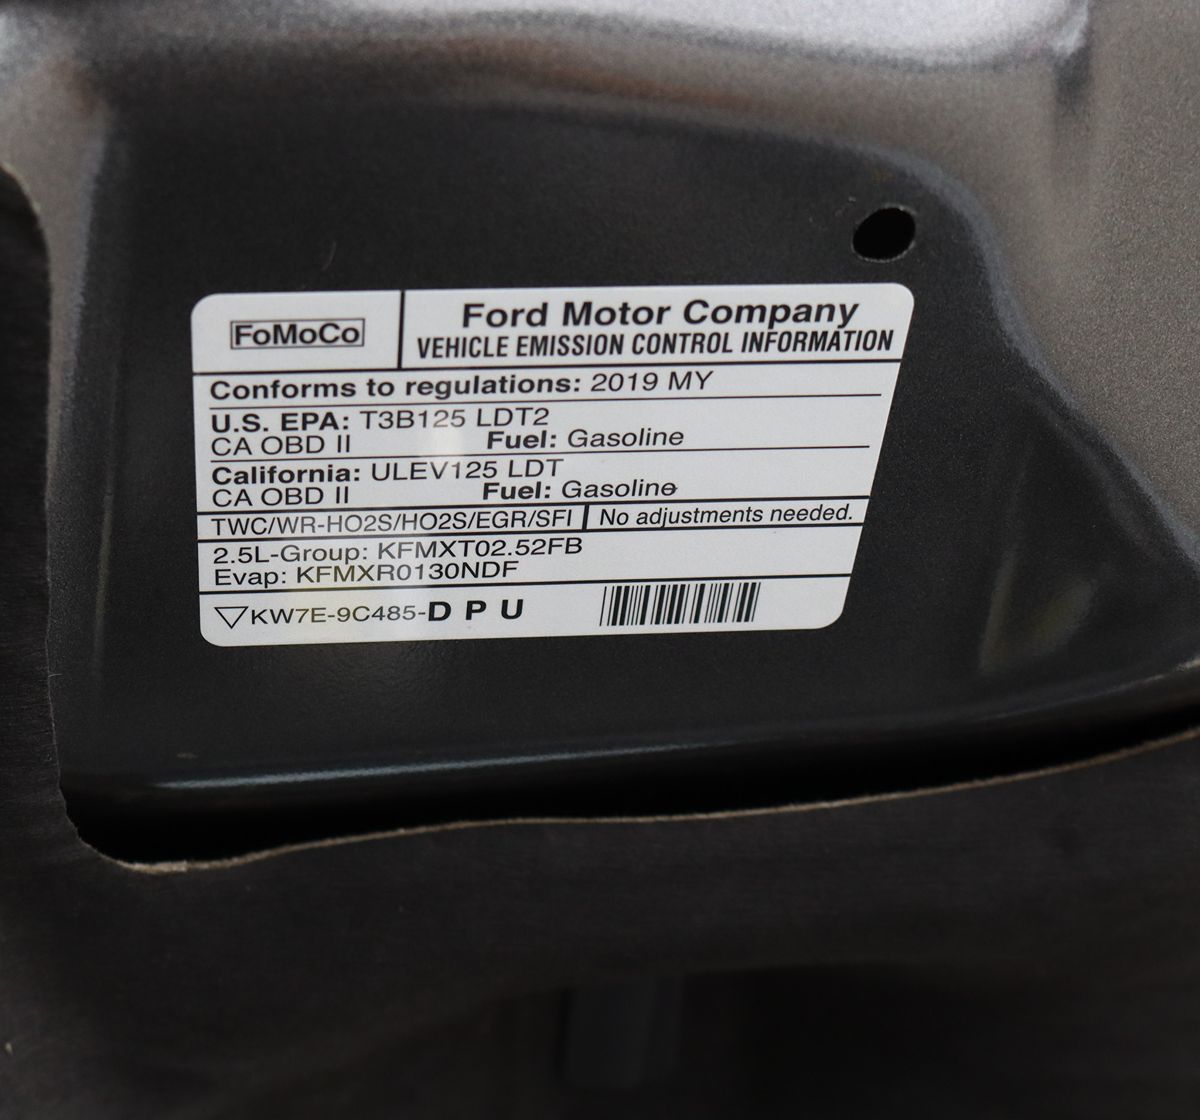 FoMoCo
Ford Motor Company
VEHICLE EMISSION CONTROL INFORMATION
Conforms to regulations: 2019 MY
U.S. EPA: T3B125 LDT2
CA OBD II Fuel: Gasoline
California: ULEV125 LDT
CA OBD II Fuel: Gasoline
TWC/WR-HO2S/HO2S/EGR/SFI No adjustments needed.
2.5L-Group: KFMXT02.52FB
Evap: KFMXR0130NDF
▽KW7E-9C485-D P U